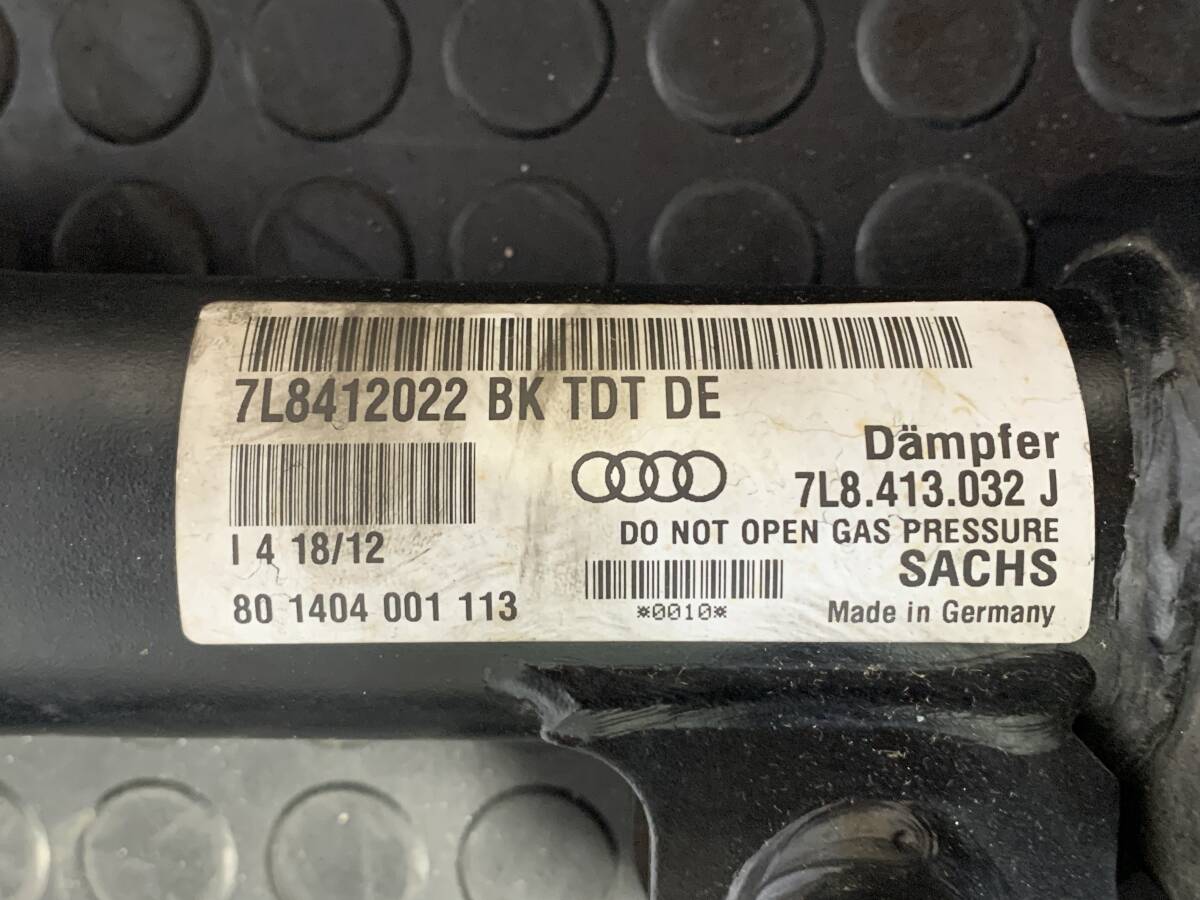 7L8412022 BK TDT DE
Dämpfer
7L8.413.032 J
DO NOT OPEN GAS PRESSURE
I 4 18/12
SACHS
80 1404 001 113
*0010*
Made in Germany